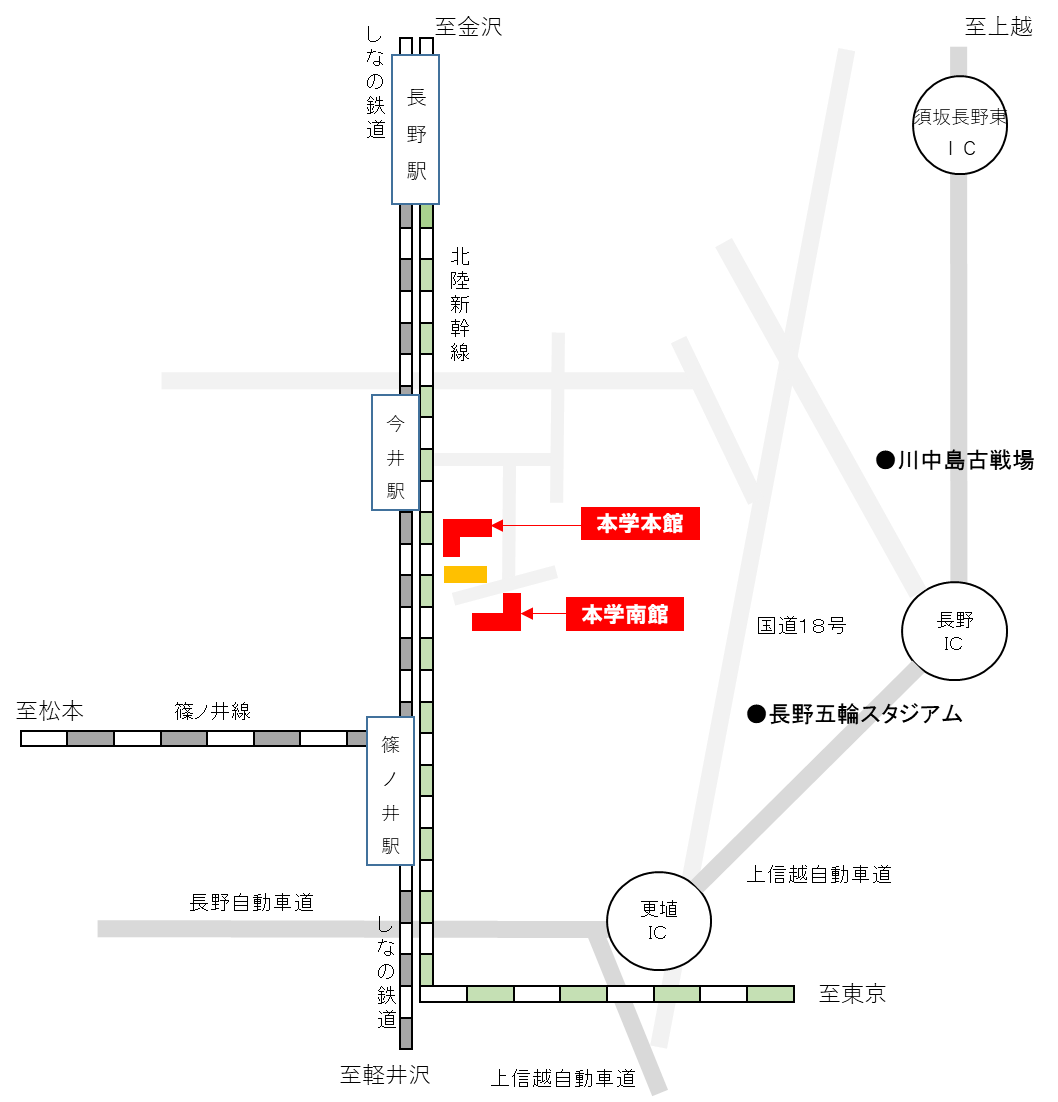 至金沢
至上越
しなの鉄道
長野駅
須坂長野東
IC
北陸新幹線
今井駅
●川中島古戦場
本学本館
本学南館
国道18号
長野
IC
至松本
篠ノ井線
●長野五輪スタジアム
篠ノ井駅
上信越自動車道
長野自動車道
更埴
IC
しなの鉄道
至東京
至軽井沢
上信越自動車道